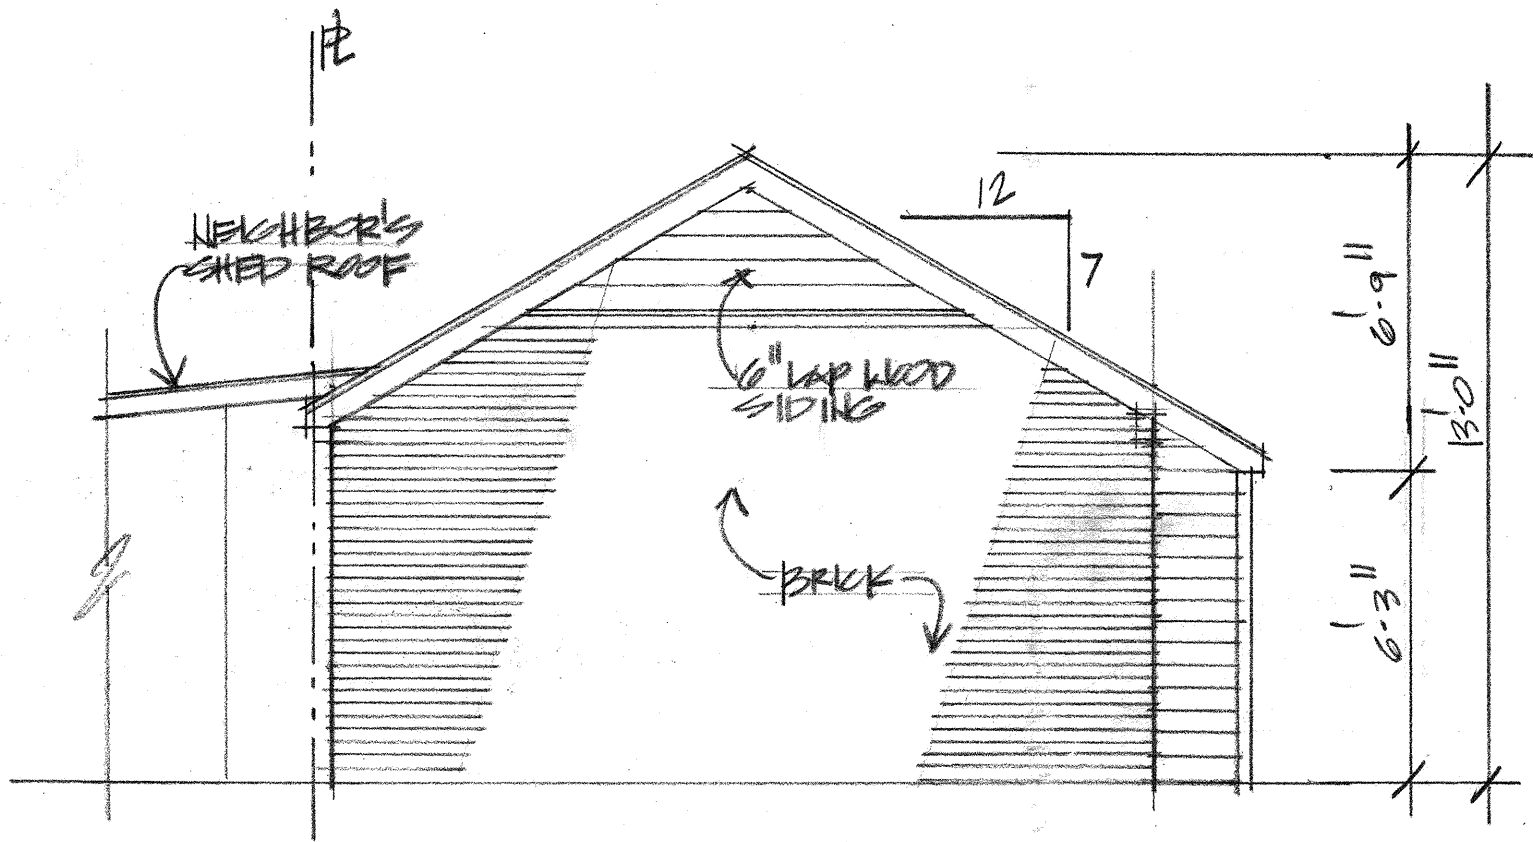 PL
NEIGHBOR'S
SHED ROOF
12
7
6" LAP WOOD
SIDING
BRICK
6'-9"
13'-0"
6'-3"